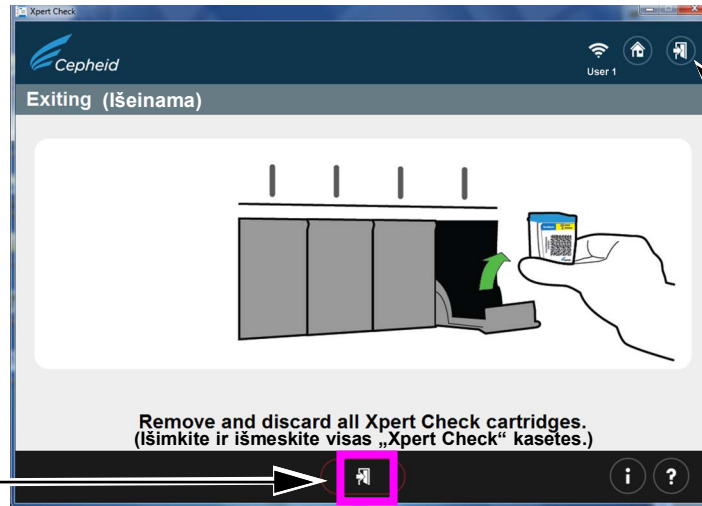 Xpert Check
Cepheid
User 1
Exiting (Išeinama)
Remove and discard all Xpert Check cartridges.
(Išimkite ir išmeskite visas „Xpert Check“ kasetes.)
i ?